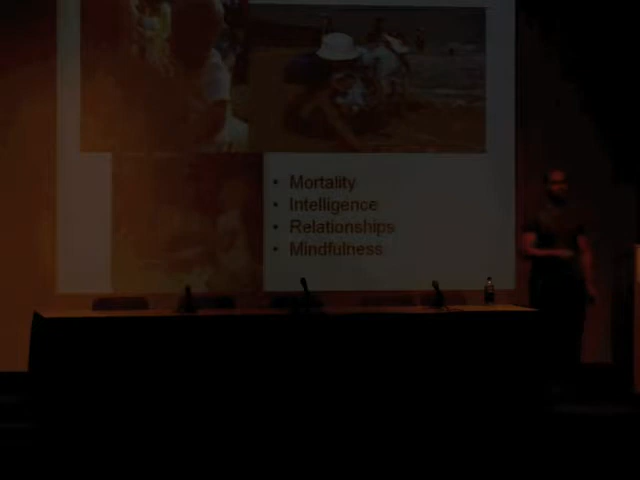 • Mortality
• Intelligence
• Relationships
• Mindfulness